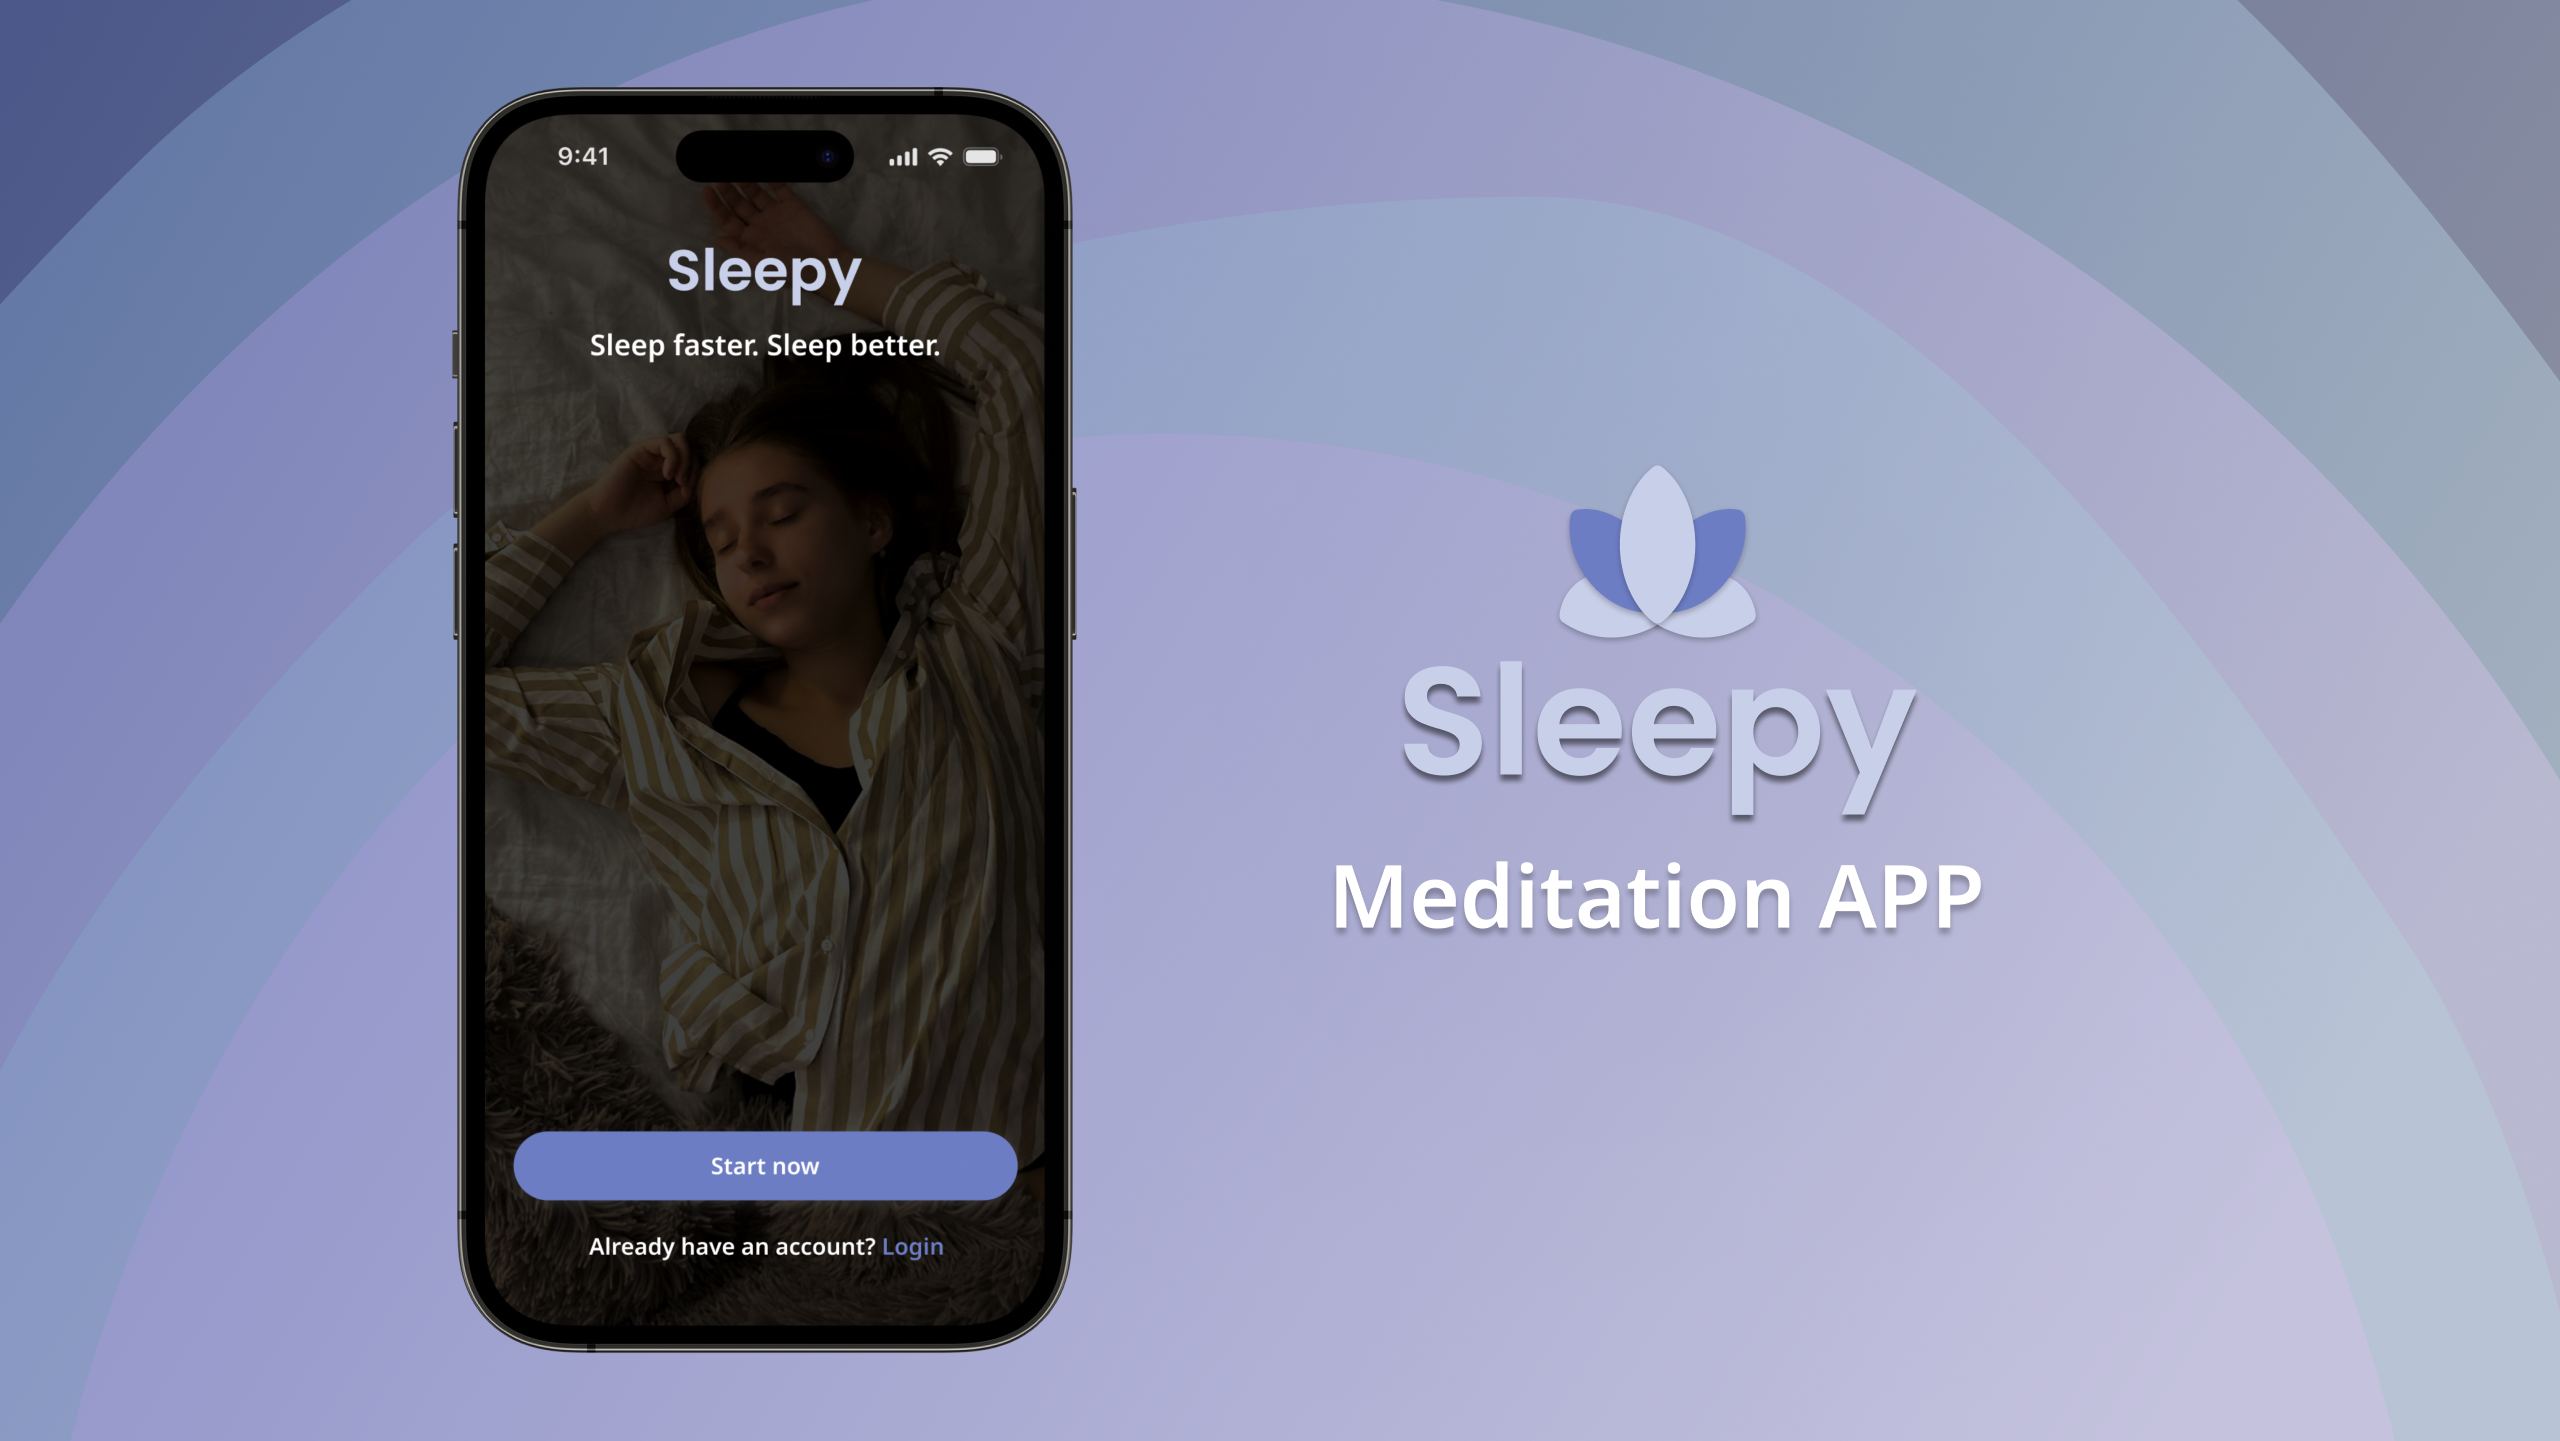 9:41
Sleepy
Sleep faster. Sleep better.
Start now
Already have an account? Login
Sleepy
Meditation APP